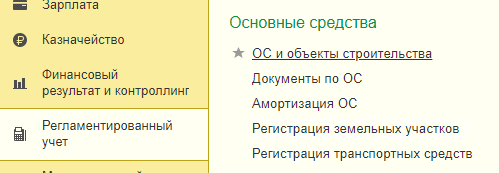 Зарплата
Казначейство
Финансовый
результат и контроллинг
Регламентированный
учет
Основные средства
ОС и объекты строительства
Документы по ОС
Амортизация ОС
Регистрация земельных участков
Регистрация транспортных средств